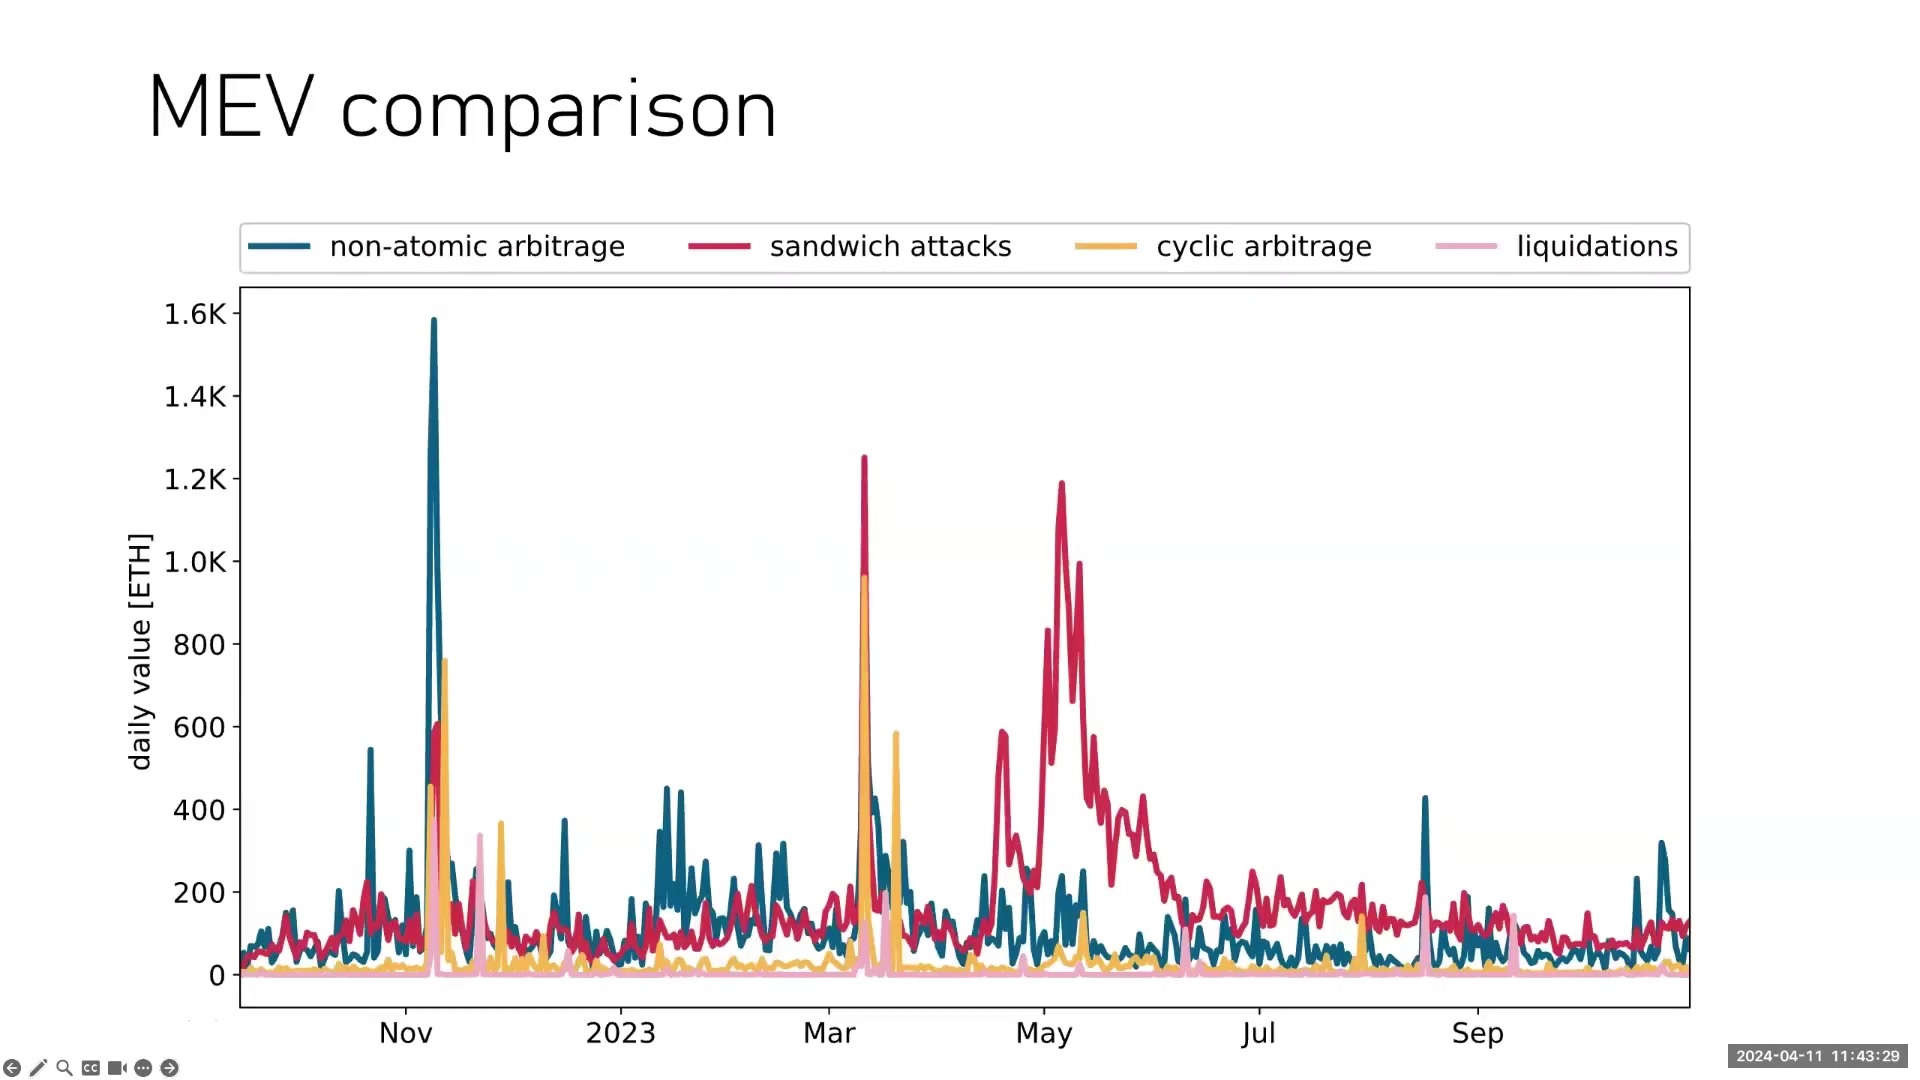 MEV comparison
non-atomic arbitrage sandwich attacks cyclic arbitrage liquidations
1.6K
1.4K
1.2K
1.0K
800
600
400
200
0
daily value [ETH]
Nov 2023 Mar May Jul Sep
CC
2024-04-11 11:43:29